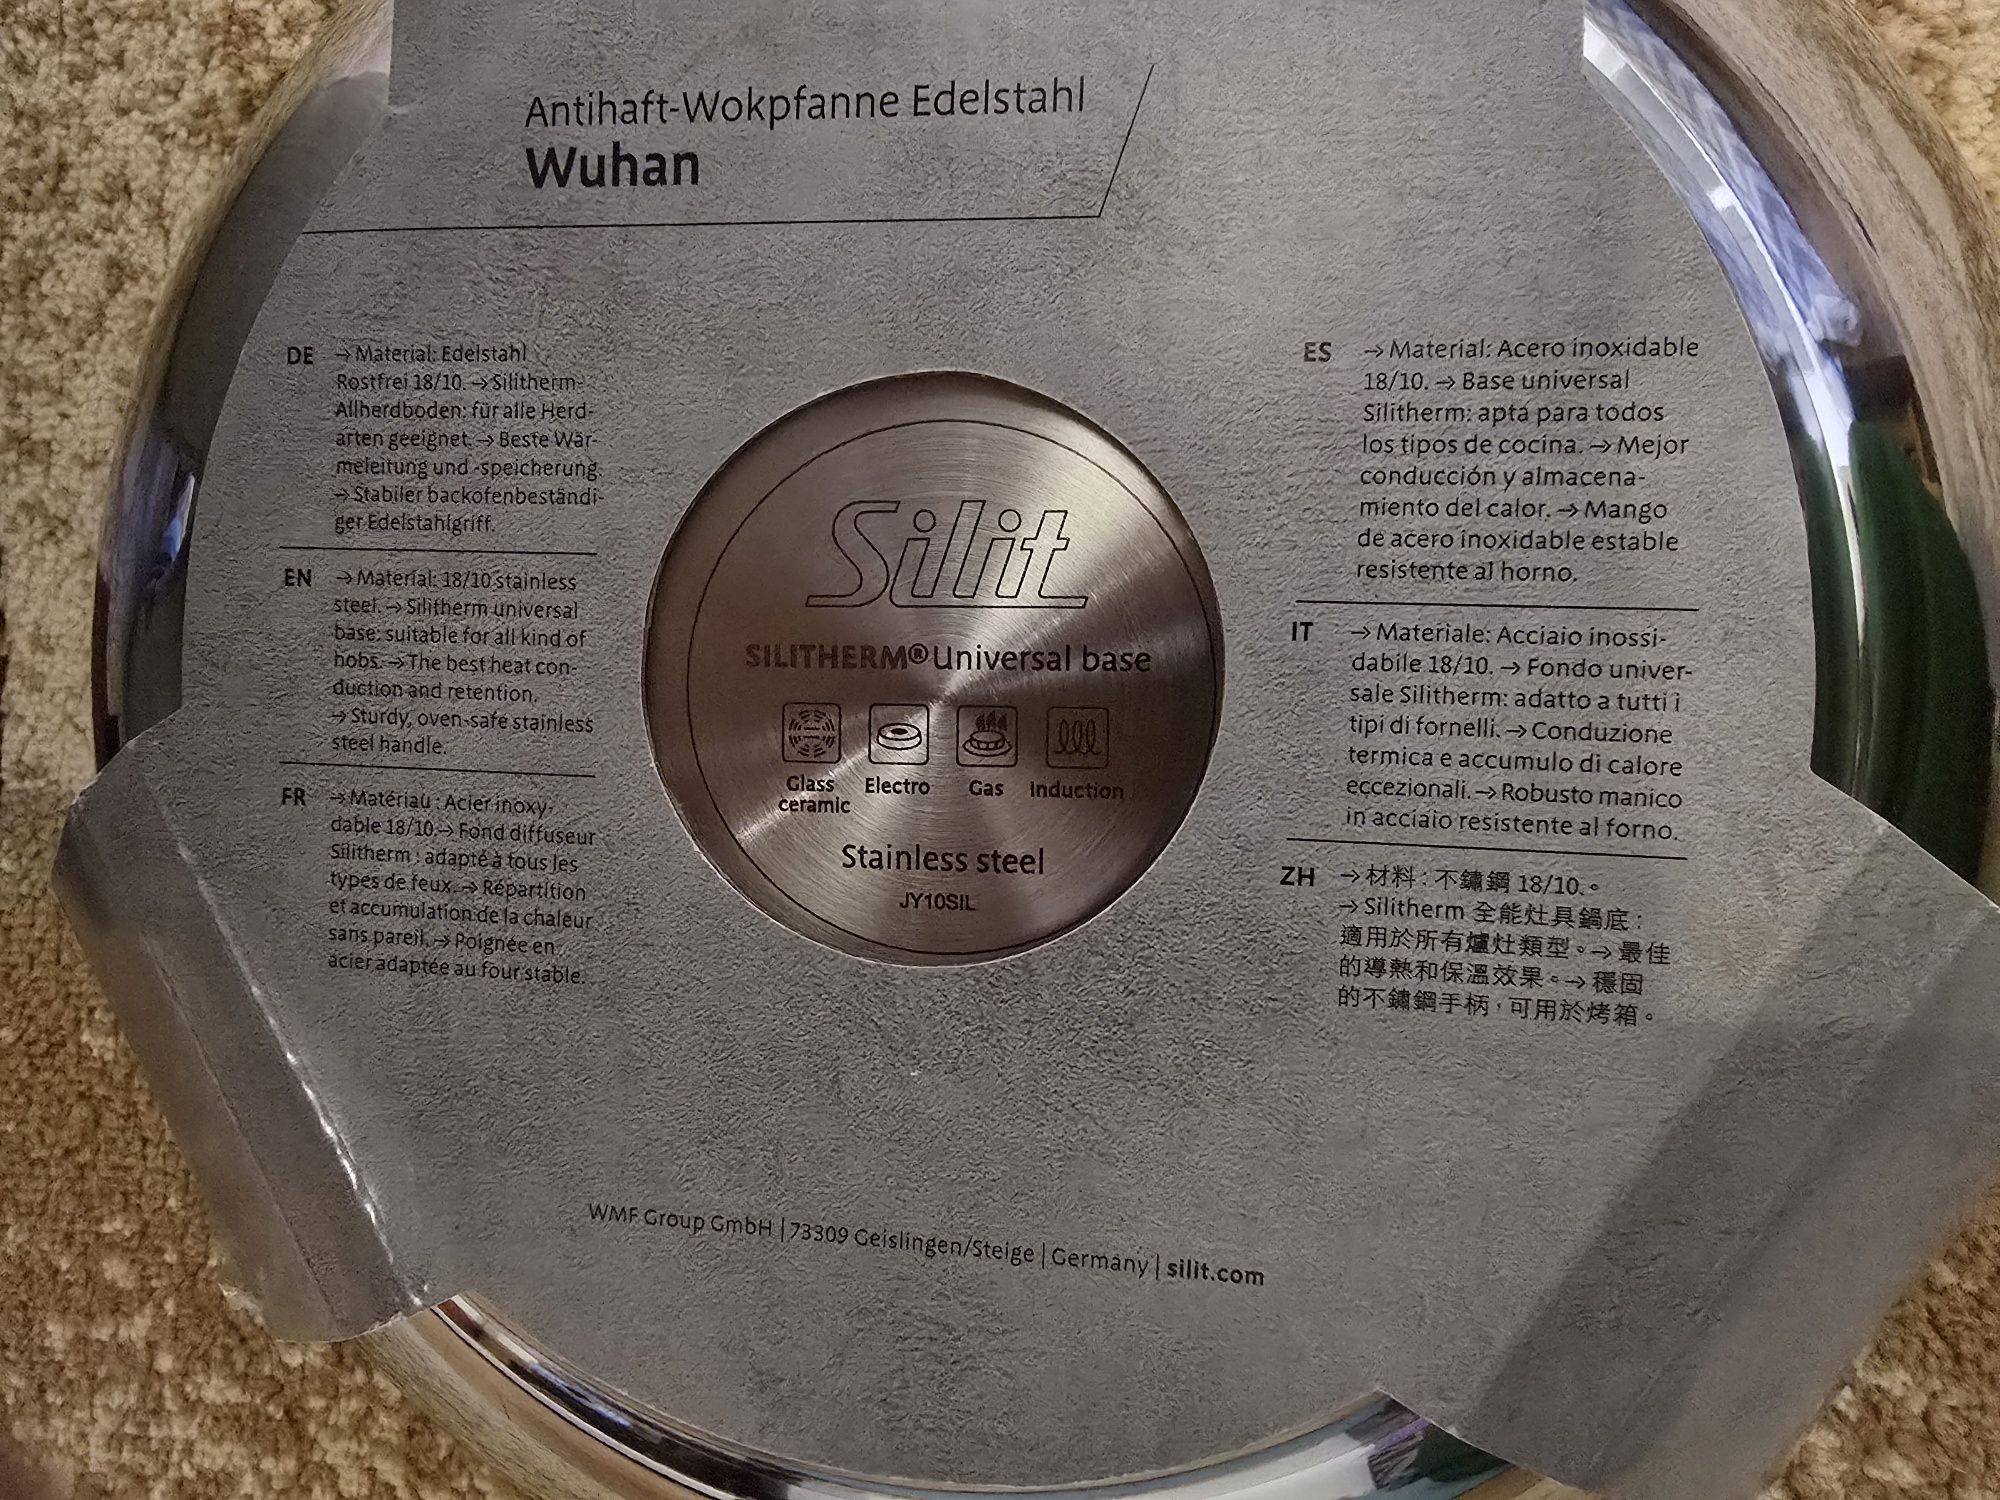 Antihaft-Wokpfanne Edelstahl
Wuhan
DE → Material: Edelstahl
Rostfrei 18/10. → Silitherm-
Allherdboden: für alle Herd-
arten geeignet. → Beste Wär-
meleitung und -speicherung.
→ Stabiler backofenbeständi-
ger Edelstahlgriff.
EN → Material: 18/10 stainless
steel. → Silitherm universal
base: suitable for all kind of
hobs. → The best heat con-
duction and retention.
→ Sturdy, oven-safe stainless
steel handle.
FR → Matériau : Acier inoxy-
dable 18/10. → Fond diffuseur
Silitherm : adapté à tous les
types de feux. → Répartition
et accumulation de la chaleur
sans pareil. → Poignée en
acier adaptée au four stable.
Silit
SILITHERM® universal base
Glass
ceramic
Electro
Gas
Induction
Stainless steel
JY10SIL
ES → Material: Acero inoxidable
18/10. → Base universal
Silitherm: apta para todos
los tipos de cocina. → Mejor
conducción y almacena-
miento del calor. → Mango
de acero inoxidable estable
resistente al horno.
IT → Materiale: Acciaio inossi-
dabile 18/10. → Fondo univer-
sale Silitherm: adatto a tutti i
tipi di fornelli. → Conduzione
termica e accumulo di calore
eccezionali. → Robusto manico
in acciaio resistente al forno.
ZH → 材料：不鏽鋼 18/10.。
→ Silitherm 全能灶具鍋底：
適用於所有爐灶類型。→ 最佳
的導熱和保溫效果。→ 穩固
的不鏽鋼手柄，可用於烤箱。
WMF Group GmbH | 73309 Geislingen/Steige | Germany | silit.com